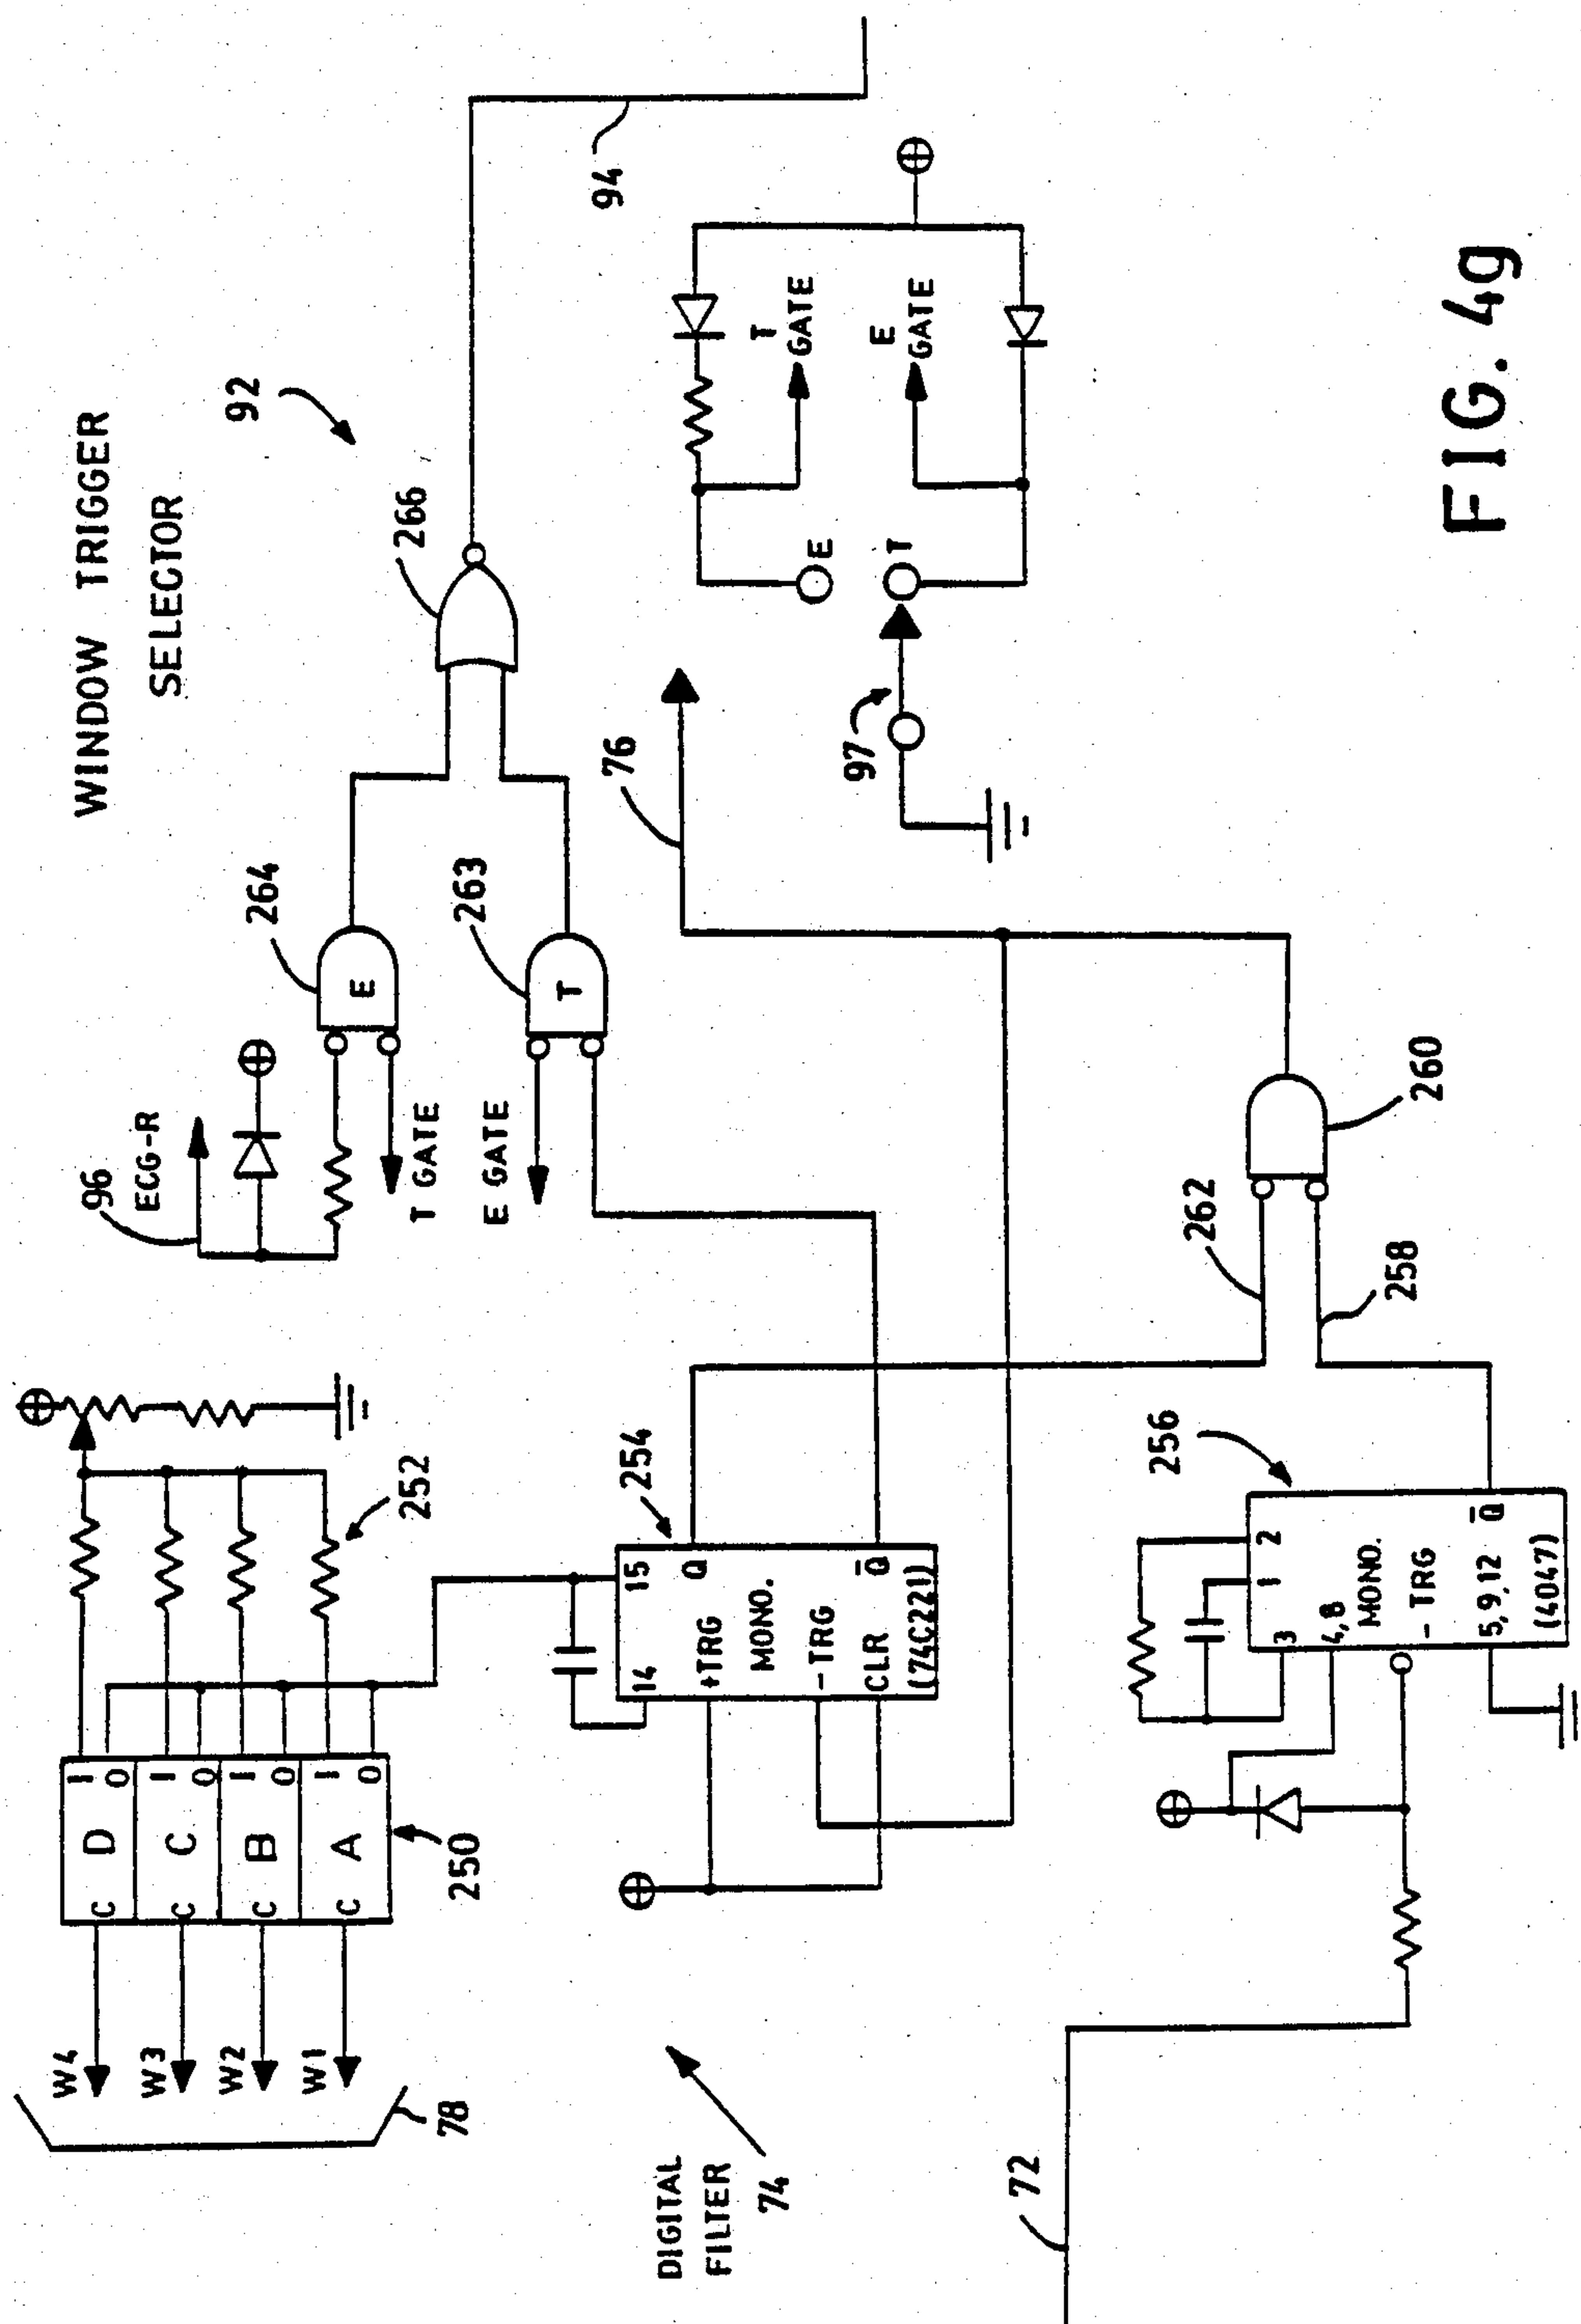 WINDOW TRIGGER
SELECTOR
92
W4
W3
W2
W1
78
C D I O
C C I O
C B I O
C A I O
250
252
96
ECG-R
264
E
T GATE
E GATE
263
T
266
94
DIGITAL
FILTER
74
254
14 15
+TRG Q
MONO.
-TRG
CLR Q̅
(74C221)
76
97
E
T
T
GATE
E
GATE
72
256
3 1 2
4,8
MONO.
- TRG
5,9,12 Q̅
(4047)
262
258
260
FIG. 4g